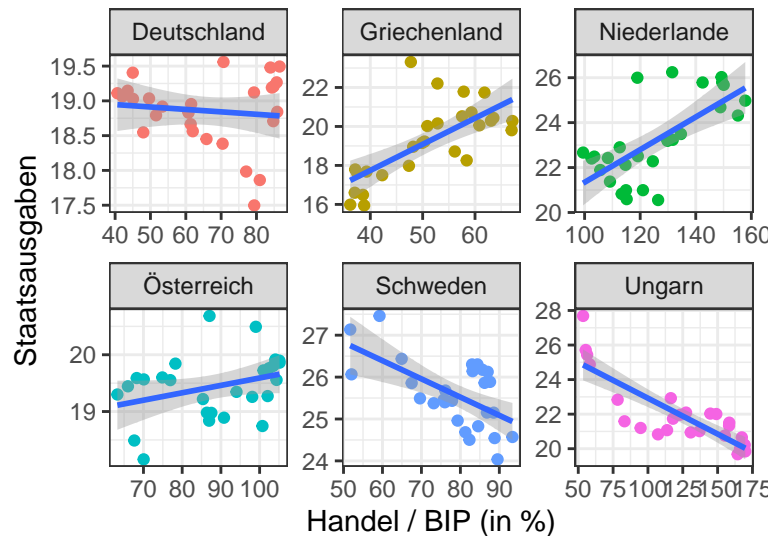 Deutschland Griechenland Niederlande
19.5
19.0
18.5
18.0
17.5
40 50 60 70 80
22
20
18
16
40 50 60
26
24
22
20
100 120 140 160
Österreich Schweden Ungarn
20
19
70 80 90 100
27
26
25
24
50 60 70 80 90
28
26
24
22
20
50 75 100 125 150 175
Staatsausgaben
Handel / BIP (in %)